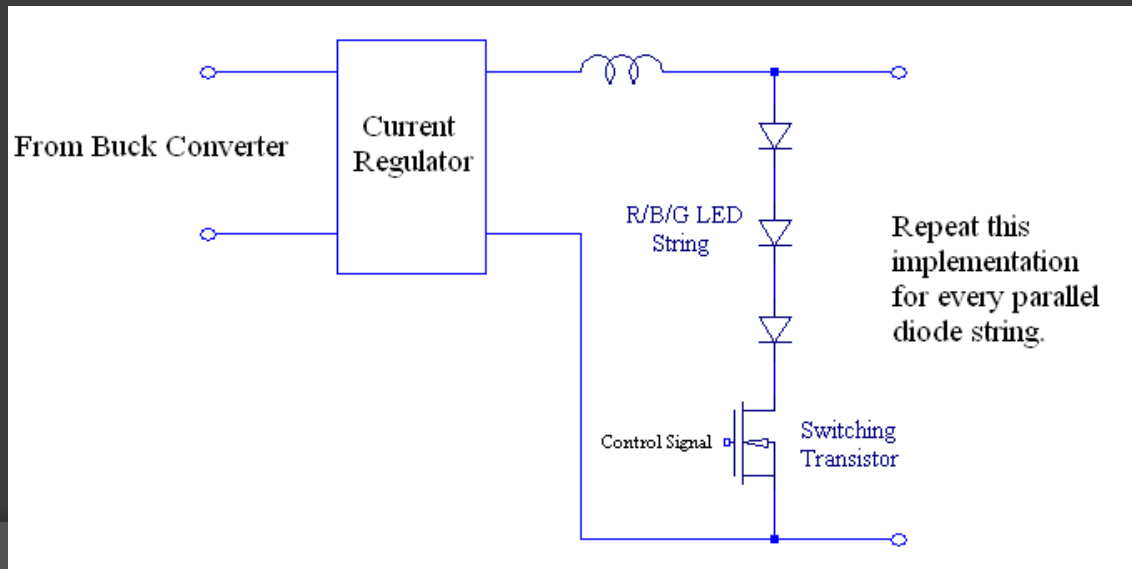 From Buck Converter
Current
Regulator
R/B/G LED
String
Repeat this
implementation
for every parallel
diode string.
Control Signal
Switching
Transistor